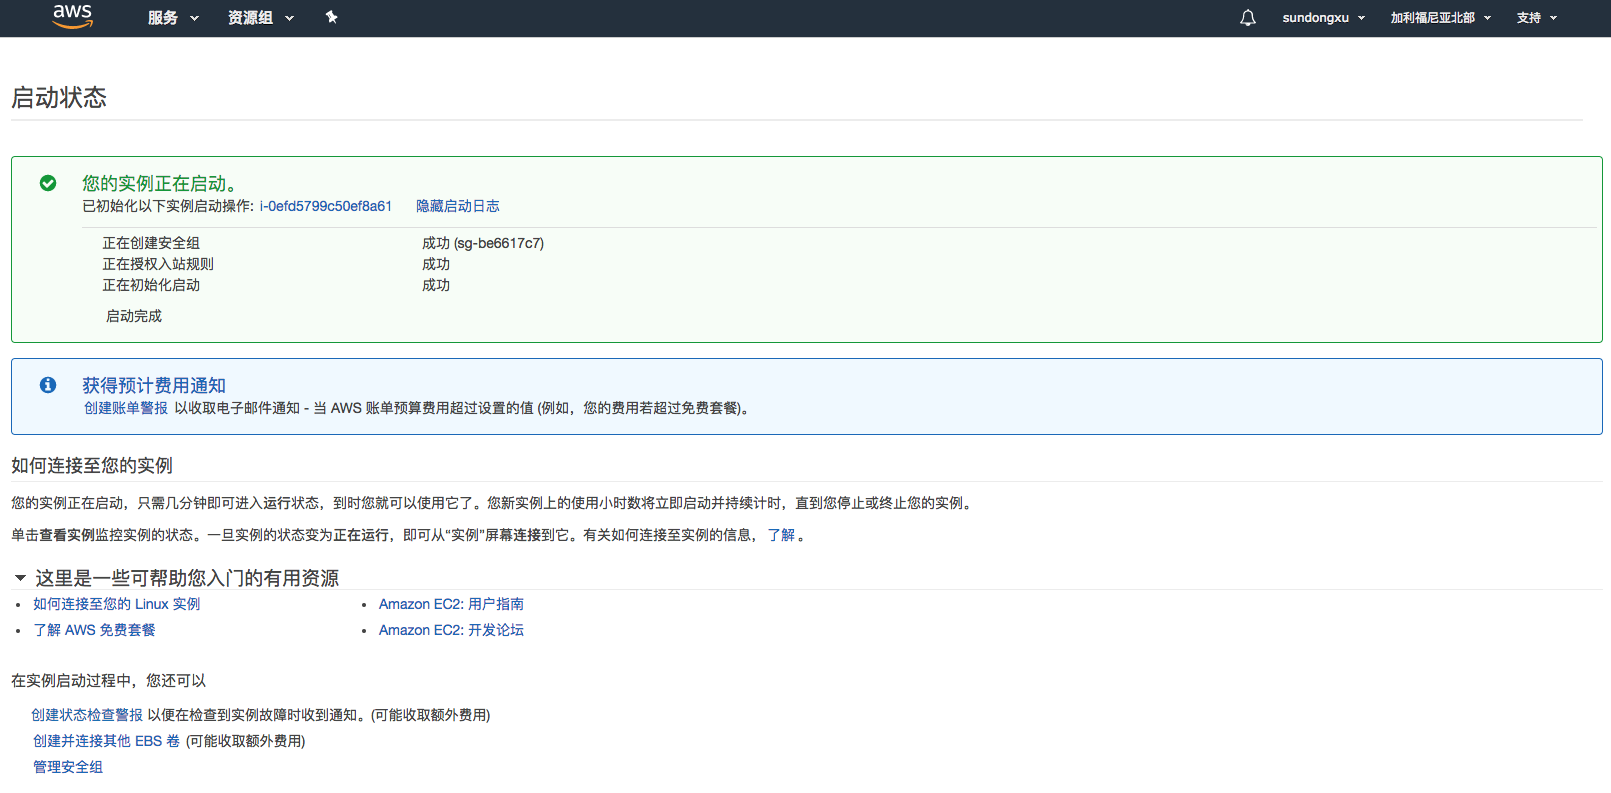 aws 服务 资源组 sundongxu 加利福尼亚北部 支持
启动状态
您的实例正在启动。
已初始化以下实例启动操作: i-0efd5799c50ef8a61 隐藏启动日志
正在创建安全组 成功 (sg-be6617c7)
正在授权入站规则 成功
正在初始化启动 成功
启动完成
获得预计费用通知
创建账单警报 以收取电子邮件通知 - 当 AWS 账单预算费用超过设置的值 (例如，您的费用若超过免费套餐)。
如何连接至您的实例
您的实例正在启动，只需几分钟即可进入运行状态，到时您就可以使用它了。您新实例上的使用小时数将立即启动并持续计时，直到您停止或终止您的实例。
单击查看实例监控实例的状态。一旦实例的状态变为正在运行，即可从“实例”屏幕连接到它。有关如何连接至实例的信息， 了解 。
这里是一些可帮助您入门的有用资源
• 如何连接至您的 Linux 实例 • Amazon EC2: 用户指南
• 了解 AWS 免费套餐 • Amazon EC2: 开发论坛
在实例启动过程中，您还可以
创建状态检查警报 以便在检查到实例故障时收到通知。(可能收取额外费用)
创建并连接其他 EBS 卷 (可能收取额外费用)
管理安全组